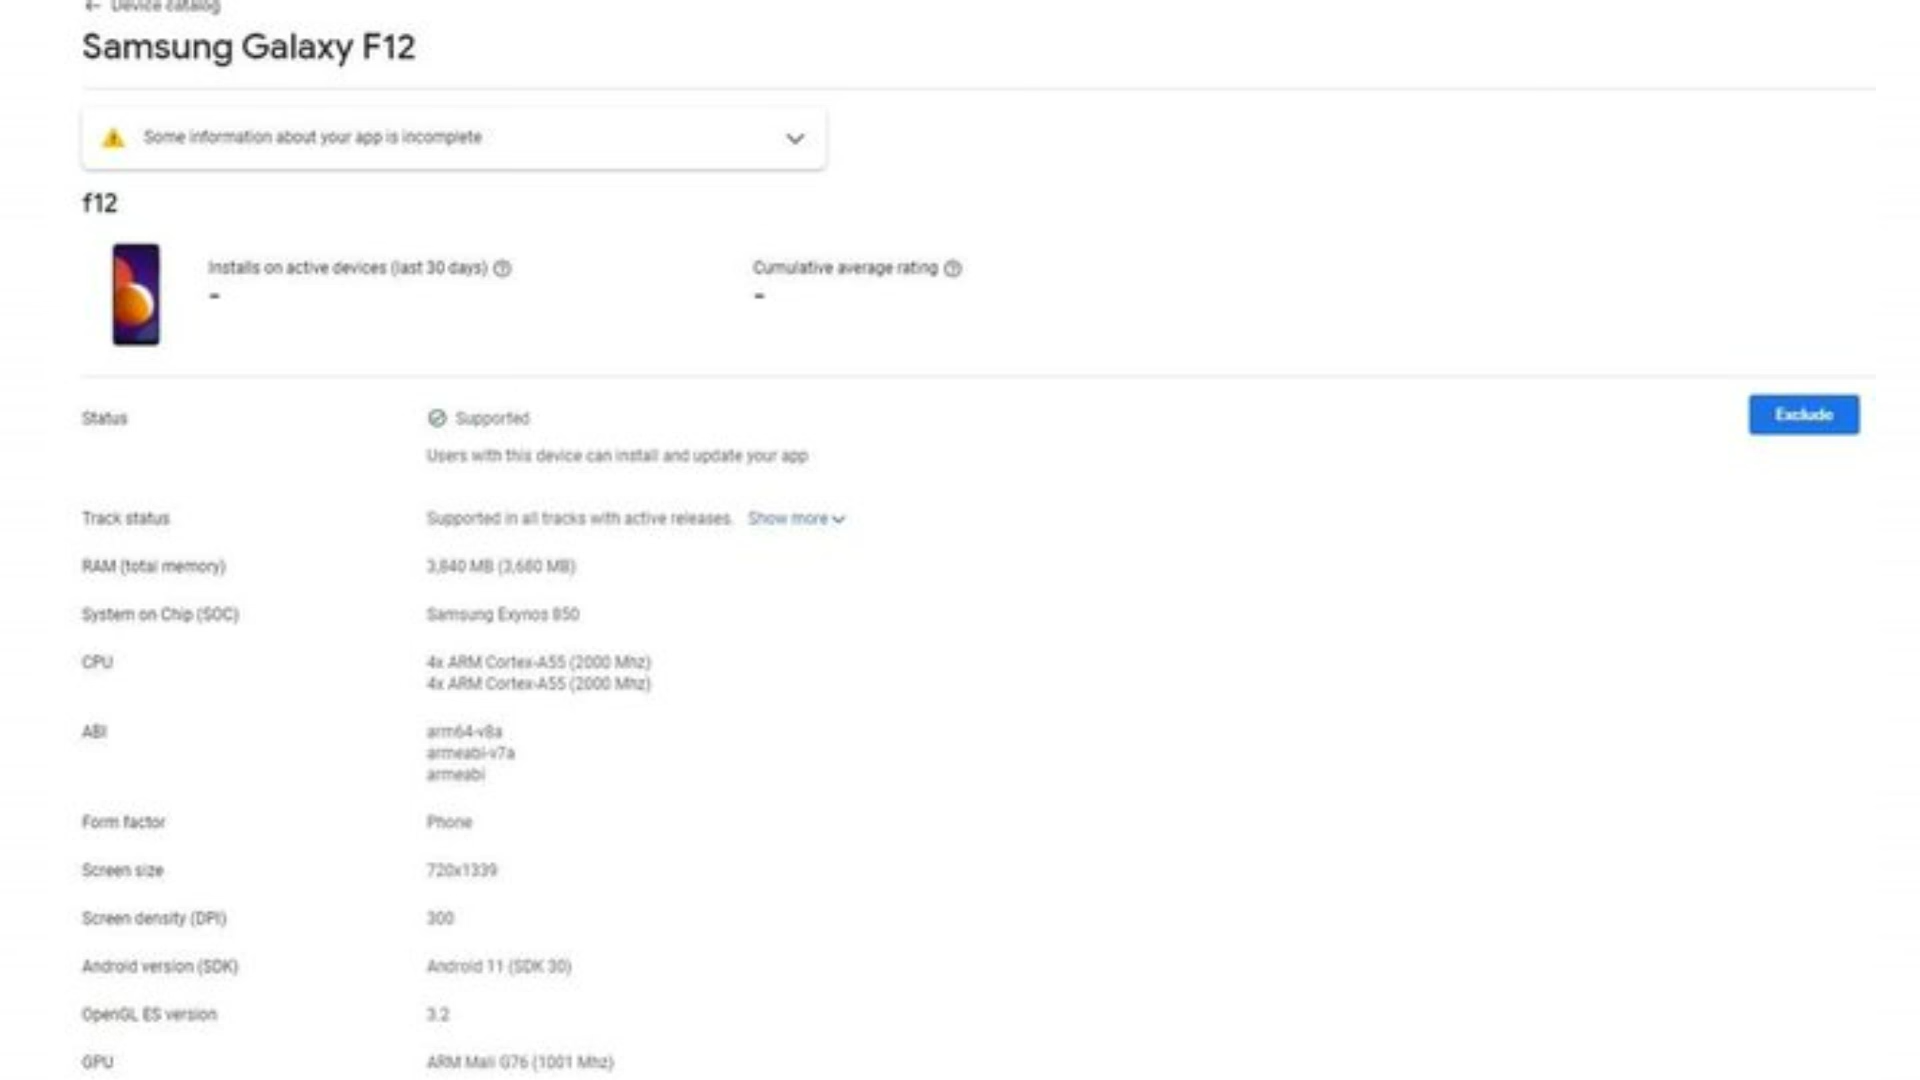 ← Device catalog
Samsung Galaxy F12
Some information about your app is incomplete
f12
Installs on active devices (last 30 days)
Cumulative average rating
-
-
Status
Supported
Exclude
Users with this device can install and update your app
Track status
Supported in all tracks with active releases. Show more
RAM (total memory)
3,840 MB (3,680 MB)
System on Chip (SOC)
Samsung Exynos 850
CPU
4x ARM Cortex-A55 (2000 Mhz)
4x ARM Cortex-A55 (2000 Mhz)
ABI
arm64-v8a
armeabi-v7a
armeabi
Form factor
Phone
Screen size
720x1339
Screen density (DPI)
300
Android version (SDK)
Android 11 (SDK 30)
OpenGL ES version
3.2
GPU
ARM Mali G76 (1001 Mhz)